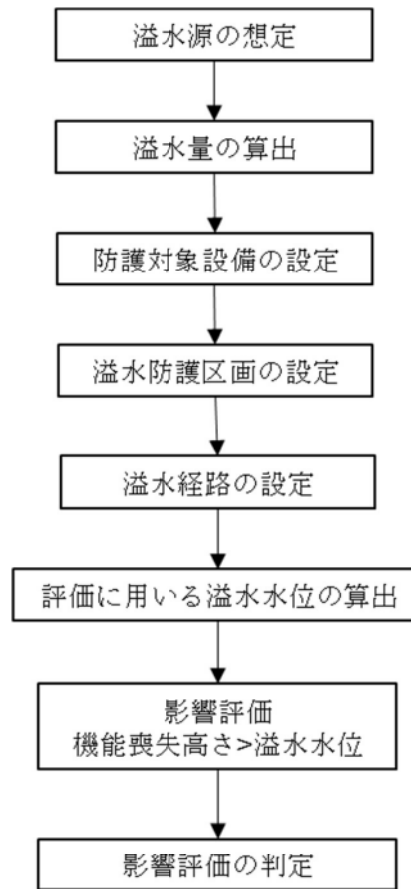 溢水源の想定
溢水量の算出
防護対象設備の設定
溢水防護区画の設定
溢水経路の設定
評価に用いる溢水水位の算出
影響評価
機能喪失高さ>溢水水位
影響評価の判定